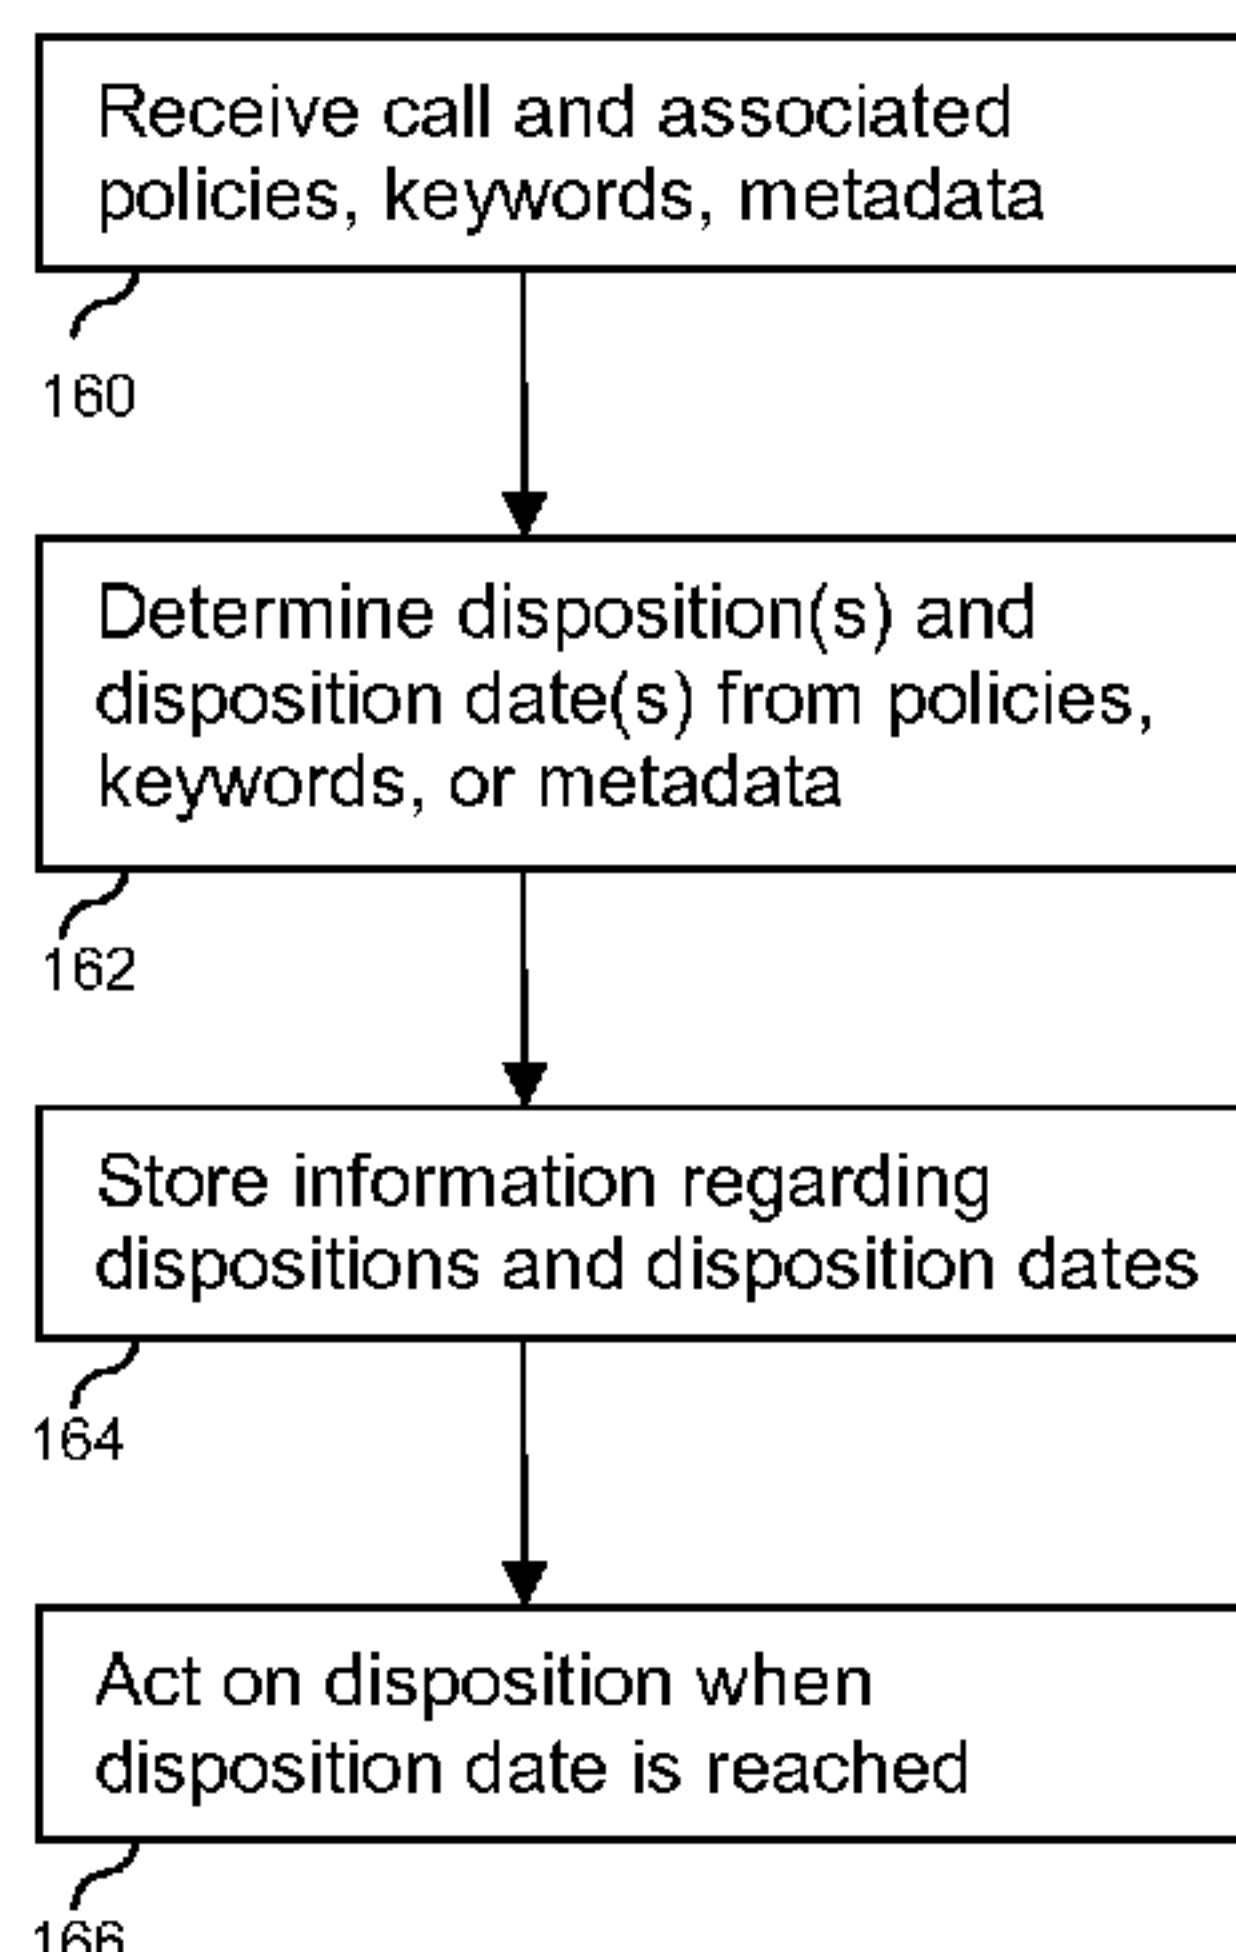 Receive call and associated
policies, keywords, metadata
160
Determine disposition(s) and
disposition date(s) from policies,
keywords, or metadata
162
Store information regarding
dispositions and disposition dates
164
Act on disposition when
disposition date is reached
166